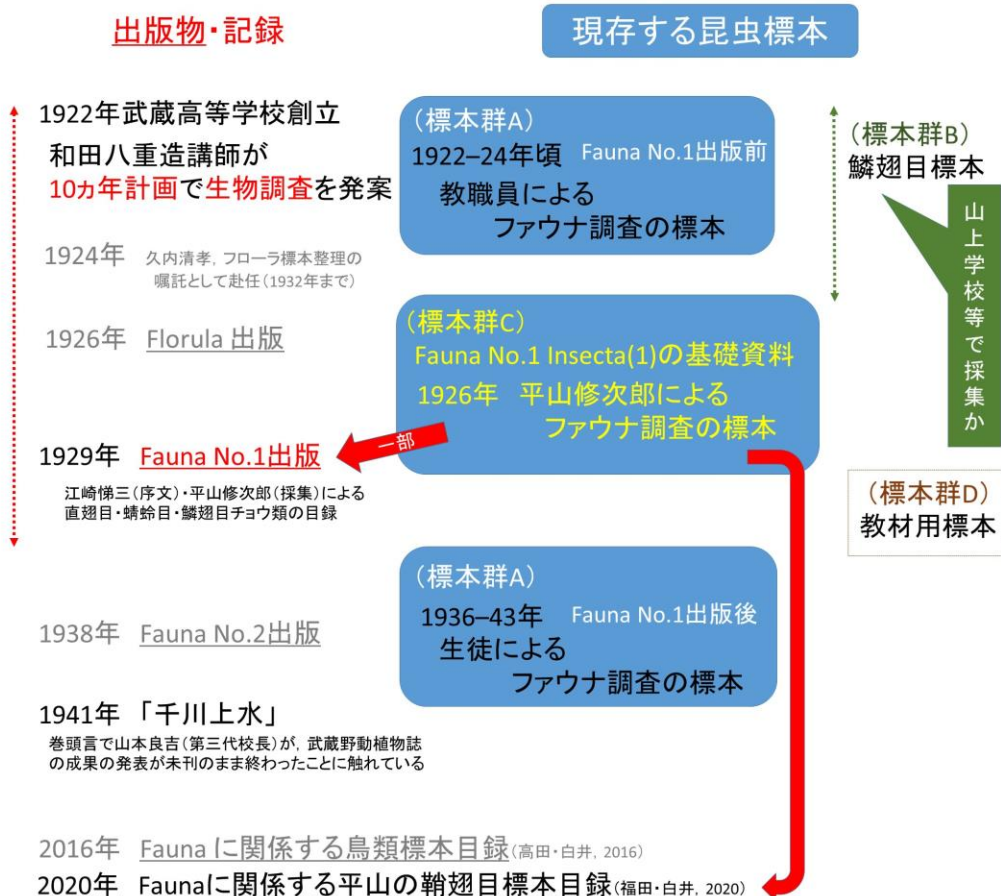 出版物・記録
現存する昆虫標本
1922年武蔵高等学校創立
和田八重造講師が
10ヵ年計画で生物調査を発案
1924年 久内清孝, フローラ標本整理の
嘱託として赴任(1932年まで)
1926年 Florula 出版
1929年 Fauna No.1出版
江崎悌三(序文)・平山修次郎(採集)による
直翅目・蜻蛉目・鱗翅目チョウ類の目録
1938年 Fauna No.2出版
1941年 「千川上水」
巻頭言で山本良吉(第三代校長)が, 武蔵野動植物誌
の成果の発表が未刊のまま終わったことに触れている
2016年 Fauna に関係する鳥類標本目録(高田・白井, 2016)
2020年 Faunaに関係する平山の鞘翅目標本目録(福田・白井, 2020)
(標本群A)
1922–24年頃 Fauna No.1出版前
教職員による
ファウナ調査の標本
(標本群C)
Fauna No.1 Insecta(1)の基礎資料
1926年 平山修次郎による
ファウナ調査の標本
一部
(標本群A)
1936–43年 Fauna No.1出版後
生徒による
ファウナ調査の標本
(標本群B)
鱗翅目標本
山上学校等で採集か
(標本群D)
教材用標本